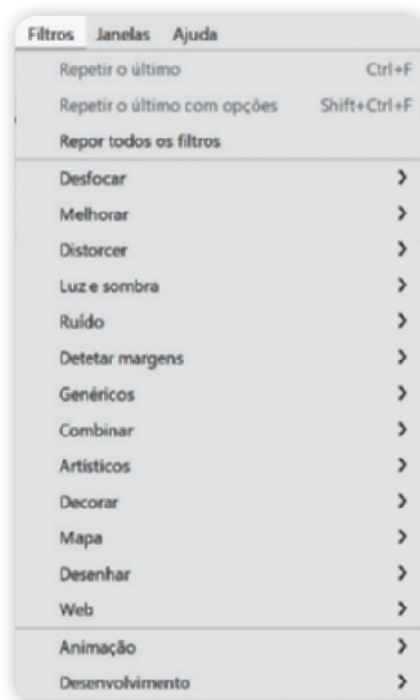 Filtros Janelas Ajuda
Repetir o último Ctrl+F
Repetir o último com opções Shift+Ctrl+F
Repor todos os filtros
Desfocar
Melhorar
Distorcer
Luz e sombra
Ruído
Detetar margens
Genéricos
Combinar
Artísticos
Decorar
Mapa
Desenhar
Web
Animação
Desenvolvimento